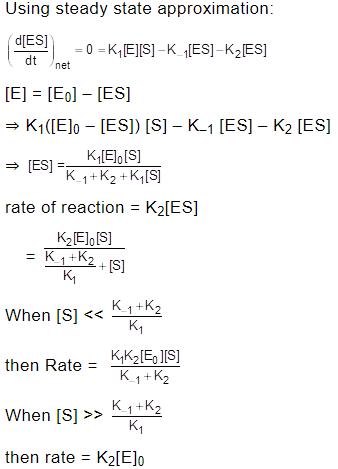 Using steady state approximation:
(d[ES]/dt)net = 0 = K₁[E][S] – K₋₁[ES] – K₂[ES]
[E] = [E₀] – [ES]
⇒ K₁([E]₀ – [ES]) [S] – K₋₁ [ES] – K₂ [ES]
⇒ [ES] = K₁[E]₀[S] / (K₋₁ + K₂ + K₁[S])
rate of reaction = K₂[ES]
= K₂[E]₀[S] / ((K₋₁ + K₂)/K₁ + [S])
When [S] << (K₋₁ + K₂)/K₁
then Rate = K₁K₂[E₀][S] / (K₋₁ + K₂)
When [S] >> (K₋₁ + K₂)/K₁
then rate = K₂[E]₀